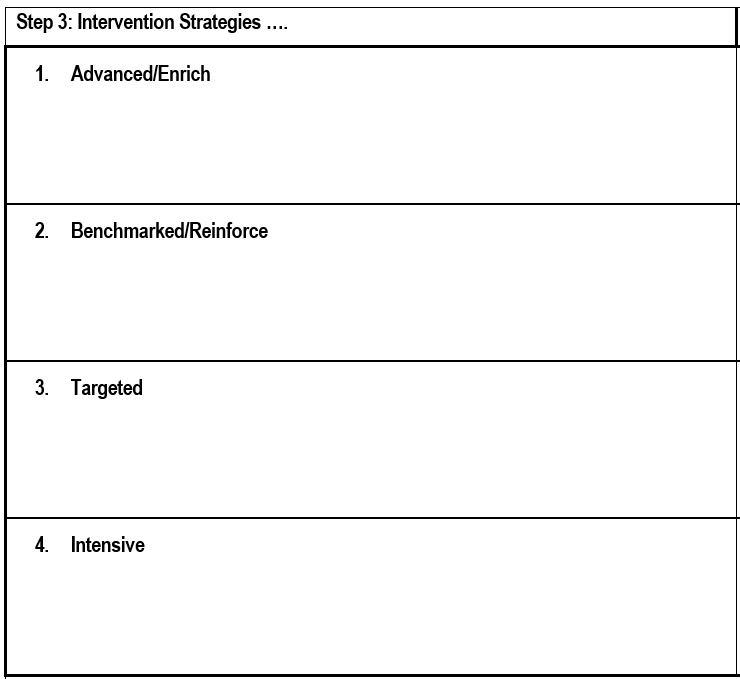 Step 3: Intervention Strategies ….
1. Advanced/Enrich
2. Benchmarked/Reinforce
3. Targeted
4. Intensive